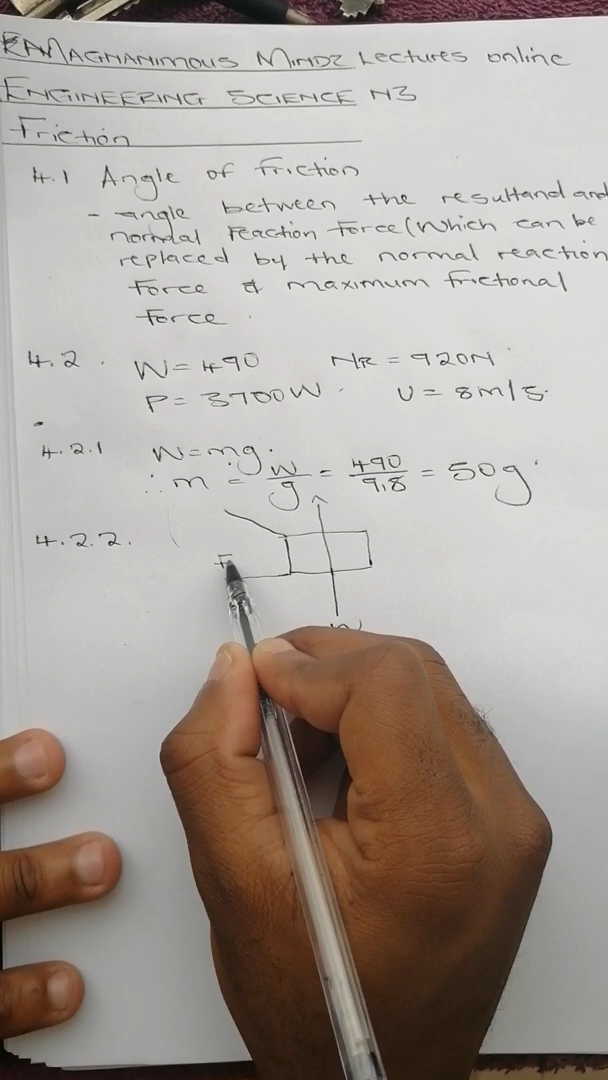 RAMAGNANIMOUS MINDZ Lectures online
ENGINEERING SCIENCE N3
Friction
4.1 Angle of friction
- angle between the resultand and
normdal reaction Force (Which can be
replaced by the normal reaction
Force & maximum frictional
Force.
4.2. W = 490 NR = 920N
P = 3700W. U = 8m/s.
4.2.1 W = mg.
∴ m = W/g = 490/9.8 = 50g
4.2.2.
F
W